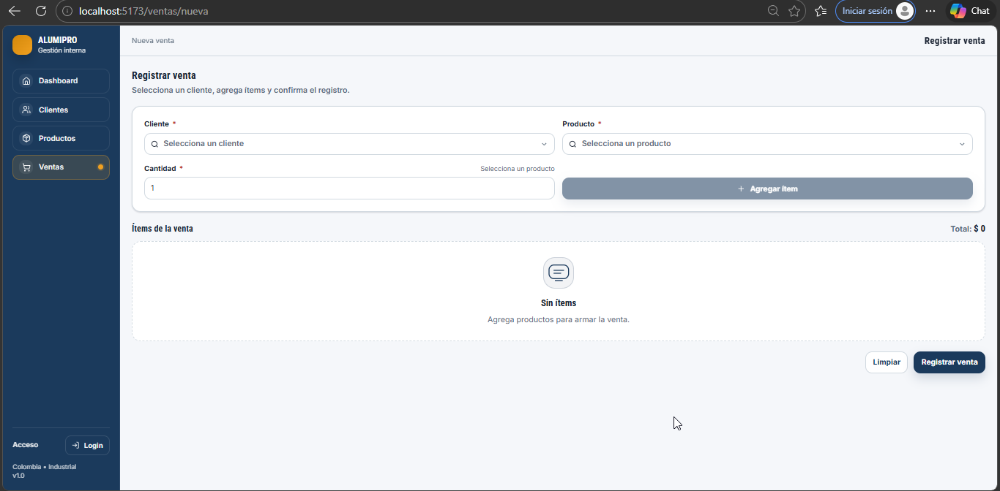 localhost:5173/ventas/nueva
Iniciar sesión
Chat
ALUMIPRO
Gestión interna
Dashboard
Clientes
Productos
Ventas
Acceso
Login
Colombia • Industrial
v1.0
Nueva venta
Registrar venta
Registrar venta
Selecciona un cliente, agrega ítems y confirma el registro.
Cliente *
Producto *
Selecciona un cliente
Selecciona un producto
Cantidad *
Selecciona un producto
1
+ Agregar ítem
Ítems de la venta
Total: $ 0
Sin ítems
Agrega productos para armar la venta.
Limpiar
Registrar venta